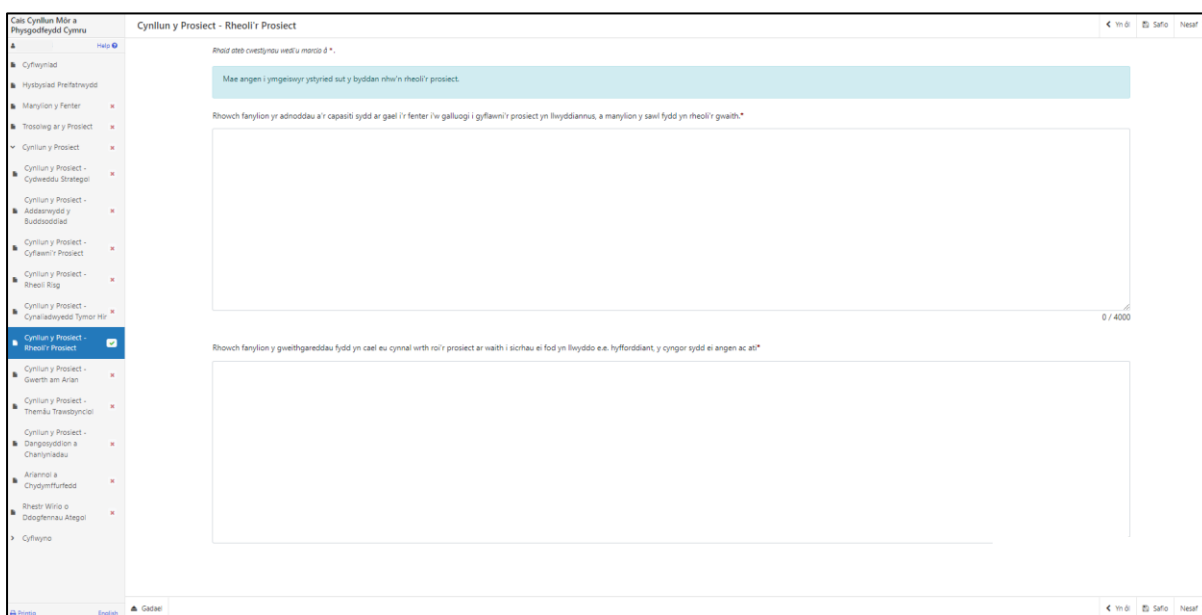 Cais Cynllun Môr a
Physgodfeydd Cymru
Help
Cyflwyniad
Hysbysiad Preifatrwydd
Manylion y Fenter
Trosolwg ar y Prosiect
Cynllun y Prosiect
Cynllun y Prosiect -
Cydweddu Strategol
Cynllun y Prosiect -
Addasrwydd y
Buddsoddiad
Cynllun y Prosiect -
Cyflawni'r Prosiect
Cynllun y Prosiect -
Rheoli Risg
Cynllun y Prosiect -
Cynaliadwyedd Tymor Hir
Cynllun y Prosiect -
Rheoli'r Prosiect
Cynllun y Prosiect -
Gwerth am Arian
Cynllun y Prosiect -
Themâu Trawsbynciol
Cynllun y Prosiect -
Dangosyddion a
Chanlyniadau
Ariannol a
Chydymffurfedd
Rhestr Wirio o
Ddogfennau Ategol
Cyflwyno
Printio English
Cynllun y Prosiect - Rheoli'r Prosiect
Yn ôl Safio Nesaf
Rhaid ateb cwestiynau wedi'u marcio â *.
Mae angen i ymgeiswyr ystyried sut y byddan nhw'n rheoli'r prosiect.
Rhowch fanylion yr adnoddau a'r capasiti sydd ar gael i'r fenter i'w galluogi i gyflawni'r prosiect yn llwyddiannus, a manylion y sawl fydd yn rheoli'r gwaith.*
0 / 4000
Rhowch fanylion y gweithgareddau fydd yn cael eu cynnal wrth roi'r prosiect ar waith i sicrhau ei fod yn llwyddo e.e. hyfforddiant, y cyngor sydd ei angen ac ati*
Gadael
Yn ôl Safio Nesaf